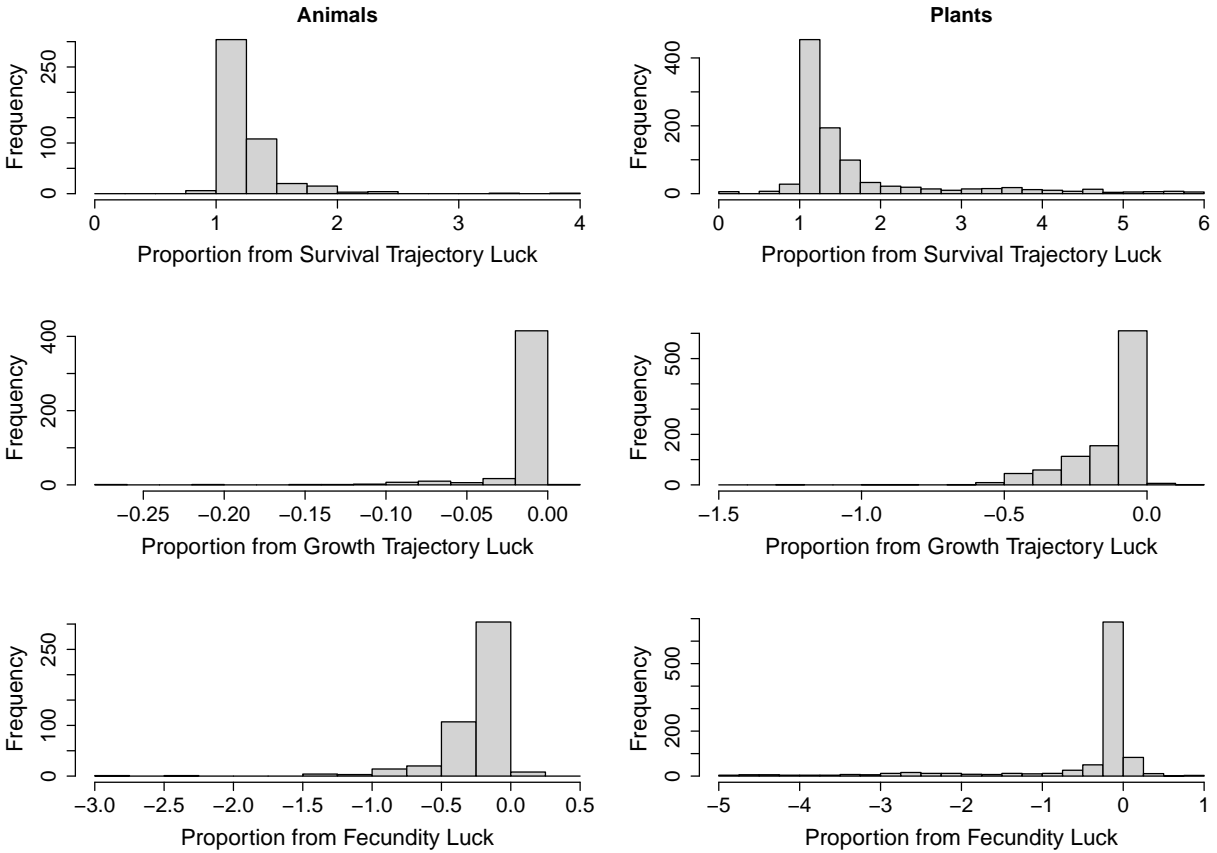 Animals
Plants
Frequency
250
100
0
0 1 2 3 4
Proportion from Survival Trajectory Luck
Frequency
400
200
0
0 1 2 3 4 5 6
Proportion from Survival Trajectory Luck
Frequency
400
200
0
−0.25 −0.20 −0.15 −0.10 −0.05 0.00
Proportion from Growth Trajectory Luck
Frequency
500
200
0
−1.5 −1.0 −0.5 0.0
Proportion from Growth Trajectory Luck
Frequency
250
100
0
−3.0 −2.5 −2.0 −1.5 −1.0 −0.5 0.0 0.5
Proportion from Fecundity Luck
Frequency
500
200
0
−5 −4 −3 −2 −1 0 1
Proportion from Fecundity Luck